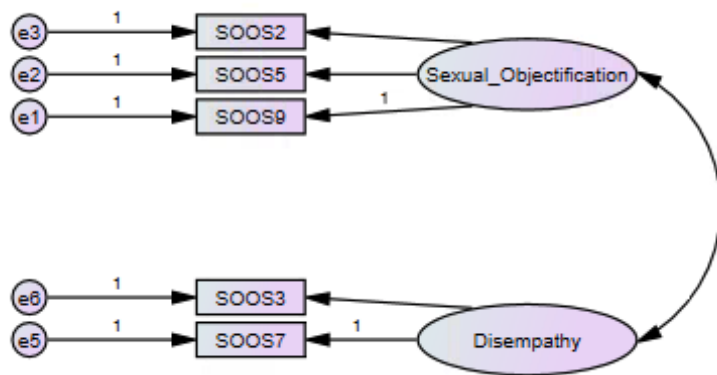 e3 1 SOOS2
e2 1 SOOS5 Sexual_Objectification
e1 1 SOOS9 1
e6 1 SOOS3
e5 1 SOOS7 1 Disempathy